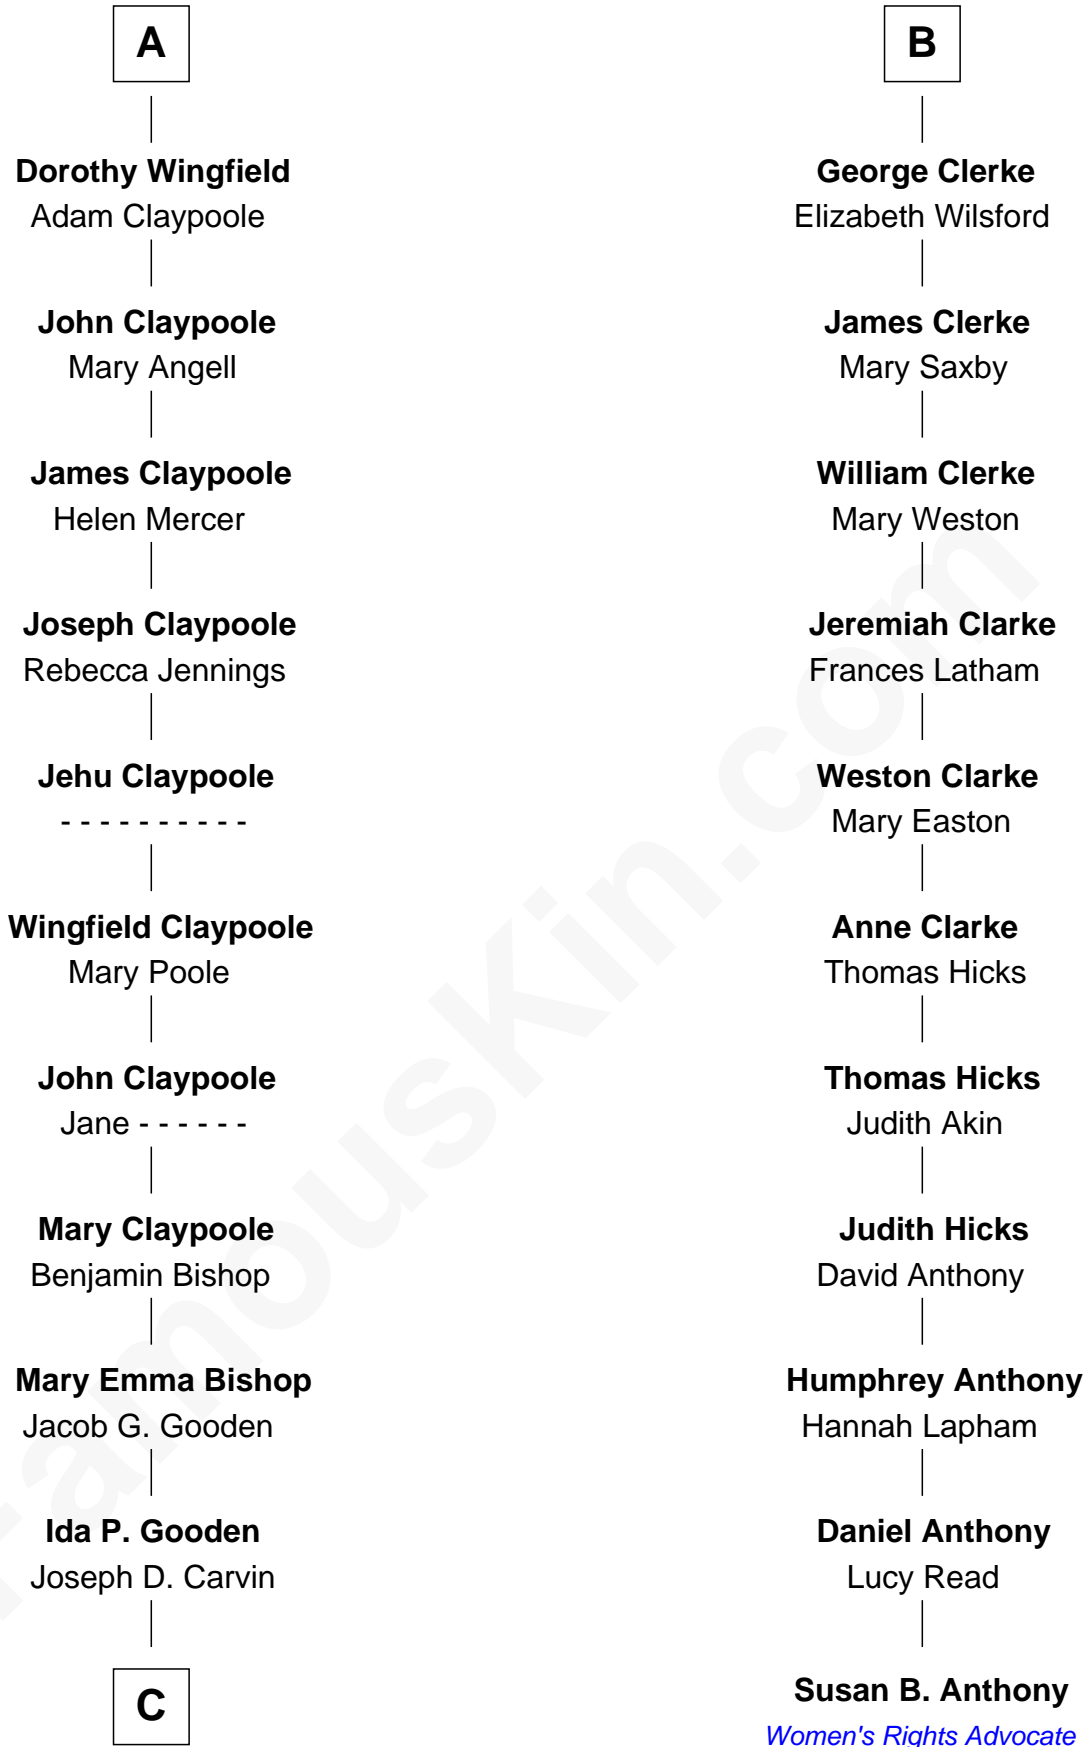 A
Dorothy Wingfield
Adam Claypoole
John Claypoole
Mary Angell
James Claypoole
Helen Mercer
Joseph Claypoole
Rebecca Jennings
Jehu Claypoole
- - - - - - - - - -
Wingfield Claypoole
Mary Poole
John Claypoole
Jane - - - - - -
Mary Claypoole
Benjamin Bishop
Mary Emma Bishop
Jacob G. Gooden
Ida P. Gooden
Joseph D. Carvin
C
B
George Clerke
Elizabeth Wilsford
James Clerke
Mary Saxby
William Clerke
Mary Weston
Jeremiah Clarke
Frances Latham
Weston Clarke
Mary Easton
Anne Clarke
Thomas Hicks
Thomas Hicks
Judith Akin
Judith Hicks
David Anthony
Humphrey Anthony
Hannah Lapham
Daniel Anthony
Lucy Read
Susan B. Anthony
Women's Rights Advocate
FamousKin.com